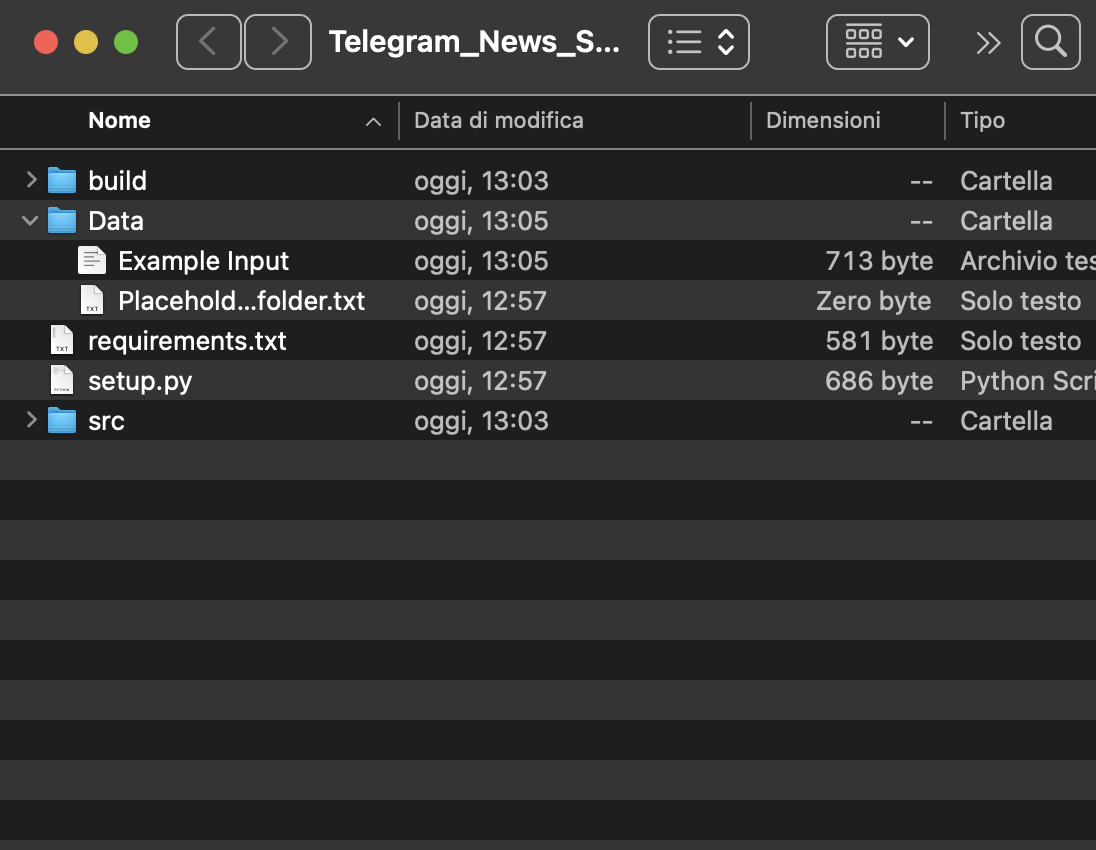 Telegram_News_S...
Nome Data di modifica Dimensioni Tipo
build oggi, 13:03 -- Cartella
Data oggi, 13:05 -- Cartella
Example Input oggi, 13:05 713 byte Archivio tes
Placehold...folder.txt oggi, 12:57 Zero byte Solo testo
requirements.txt oggi, 12:57 581 byte Solo testo
setup.py oggi, 12:57 686 byte Python Scri
src oggi, 13:03 -- Cartella